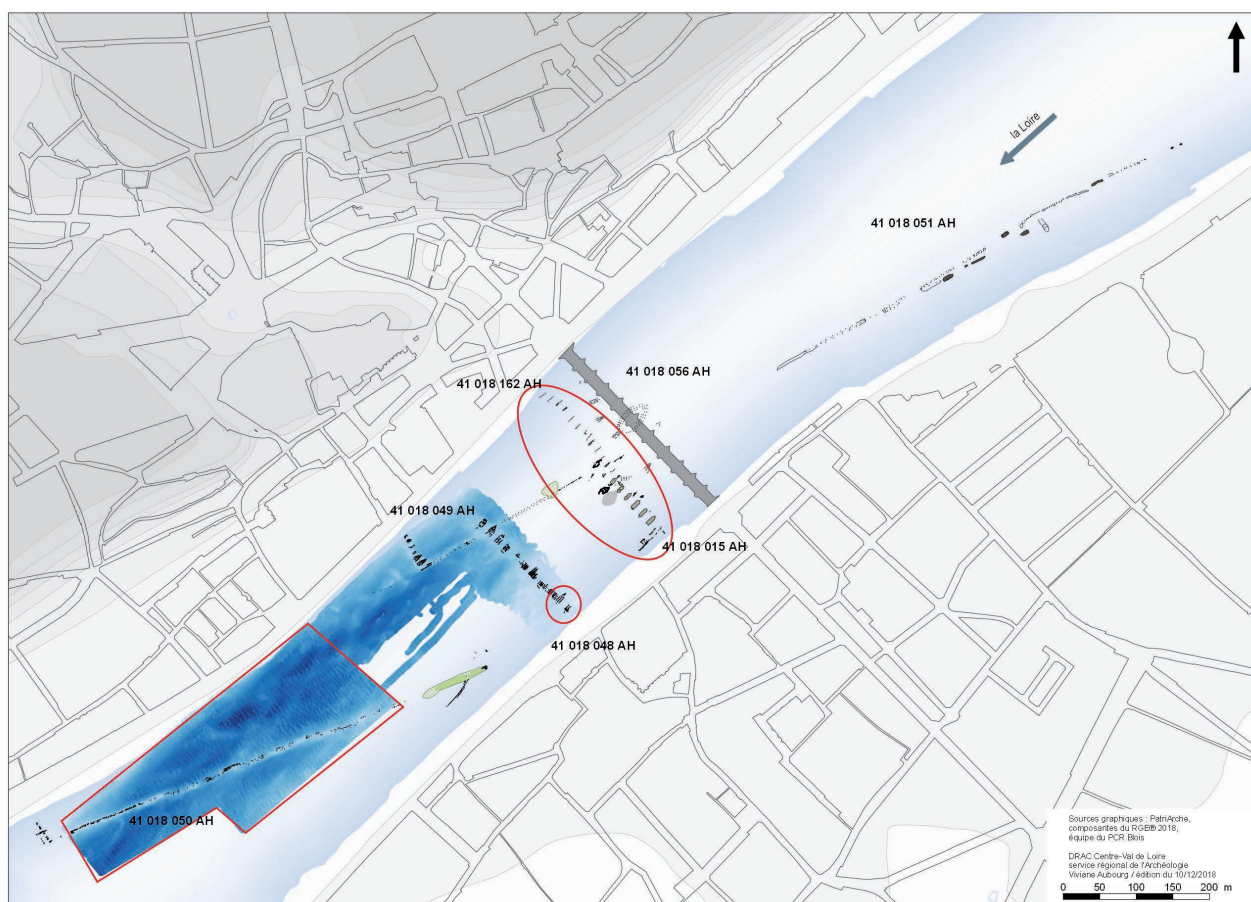 la Loire
41 018 051 AH
41 018 056 AH
41 018 162 AH
41 018 049 AH
41 018 015 AH
41 018 048 AH
41 018 050 AH
Sources graphiques : PatriArche,
composantes du RGE® 2018,
équipe du PCR Blois
DRAC Centre-Val de Loire
service régional de l'Archéologie
Viviane Aubourg / édition du 10/12/2018
0 50 100 150 200 m